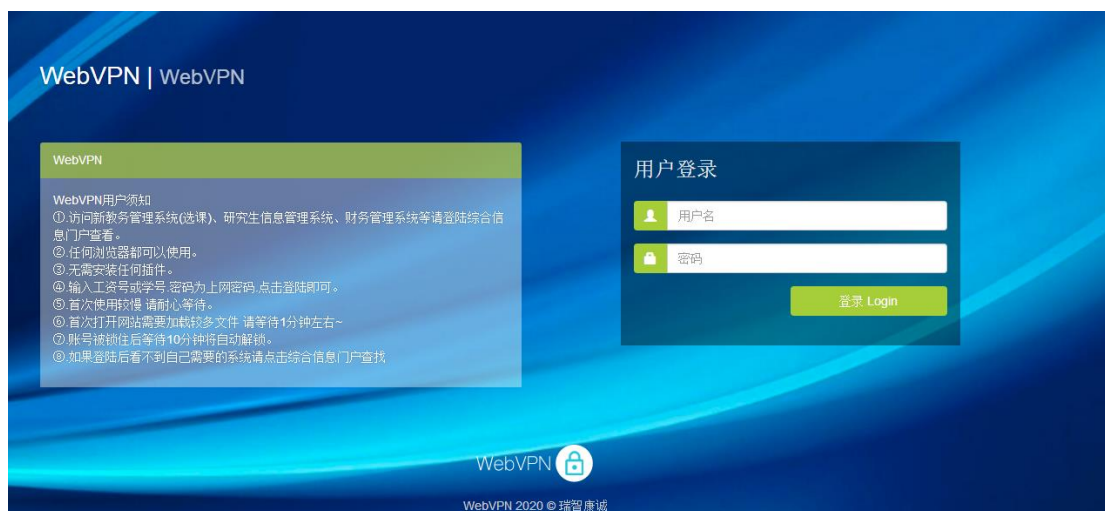 WebVPN | WebVPN
WebVPN
WebVPN用户须知
①.访问新教务管理系统(选课)、研究生信息管理系统、财务管理系统等请登陆综合信
息门户查看。
②.任何浏览器都可以使用。
③.无需安装任何插件。
④.输入工资号或学号.密码为上网密码.点击登陆即可。
⑤.首次使用较慢 请耐心等待。
⑥.首次打开网站需要加载较多文件 请等待1分钟左右~
⑦.账号被锁住后等待10分钟将自动解锁。
⑧.如果登陆后看不到自己需要的系统请点击综合信息门户查找
用户登录
用户名
密码
登录 Login
WebVPN
WebVPN 2020 © 瑞智康诚